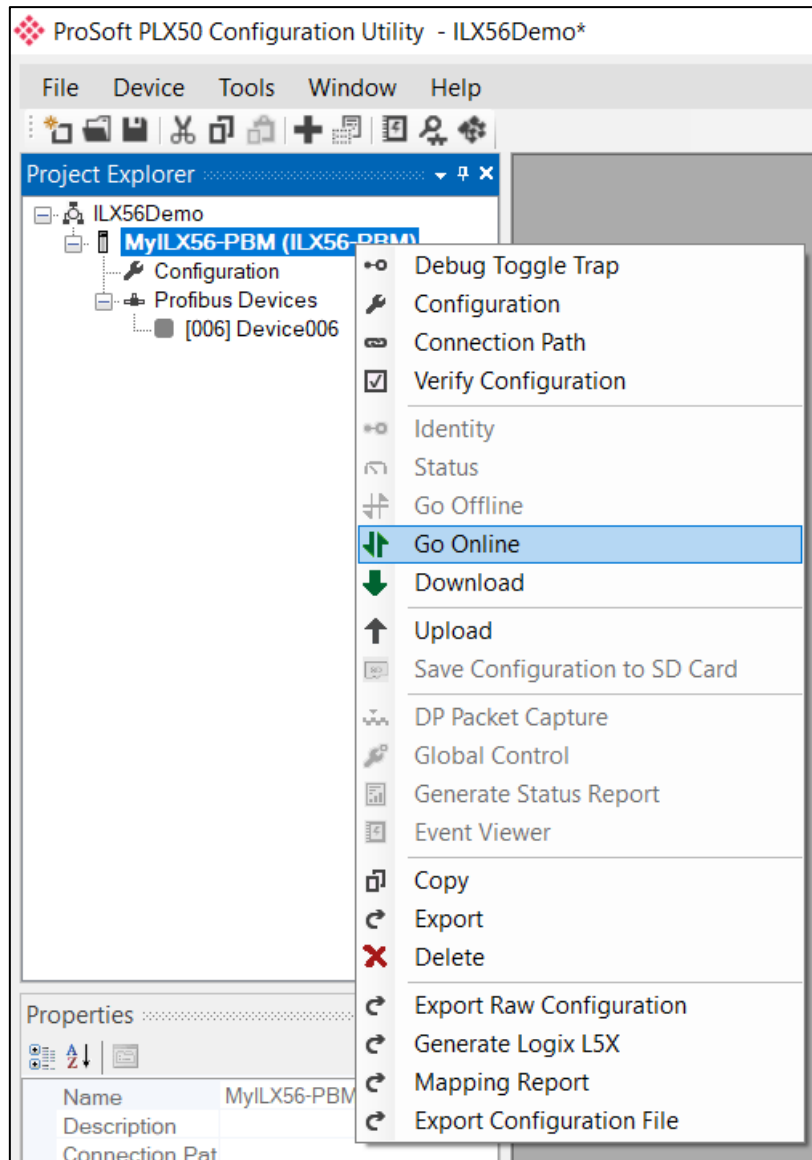 ProSoft PLX50 Configuration Utility - ILX56Demo*
File Device Tools Window Help
Project Explorer
ILX56Demo
MyILX56-PBM (ILX56-PBM)
Configuration
Profibus Devices
[006] Device006
Debug Toggle Trap
Configuration
Connection Path
Verify Configuration
Identity
Status
Go Offline
Go Online
Download
Upload
Save Configuration to SD Card
DP Packet Capture
Global Control
Generate Status Report
Event Viewer
Copy
Export
Delete
Export Raw Configuration
Generate Logix L5X
Mapping Report
Export Configuration File
Properties
Name MyILX56-PBM
Description
Connection Pat